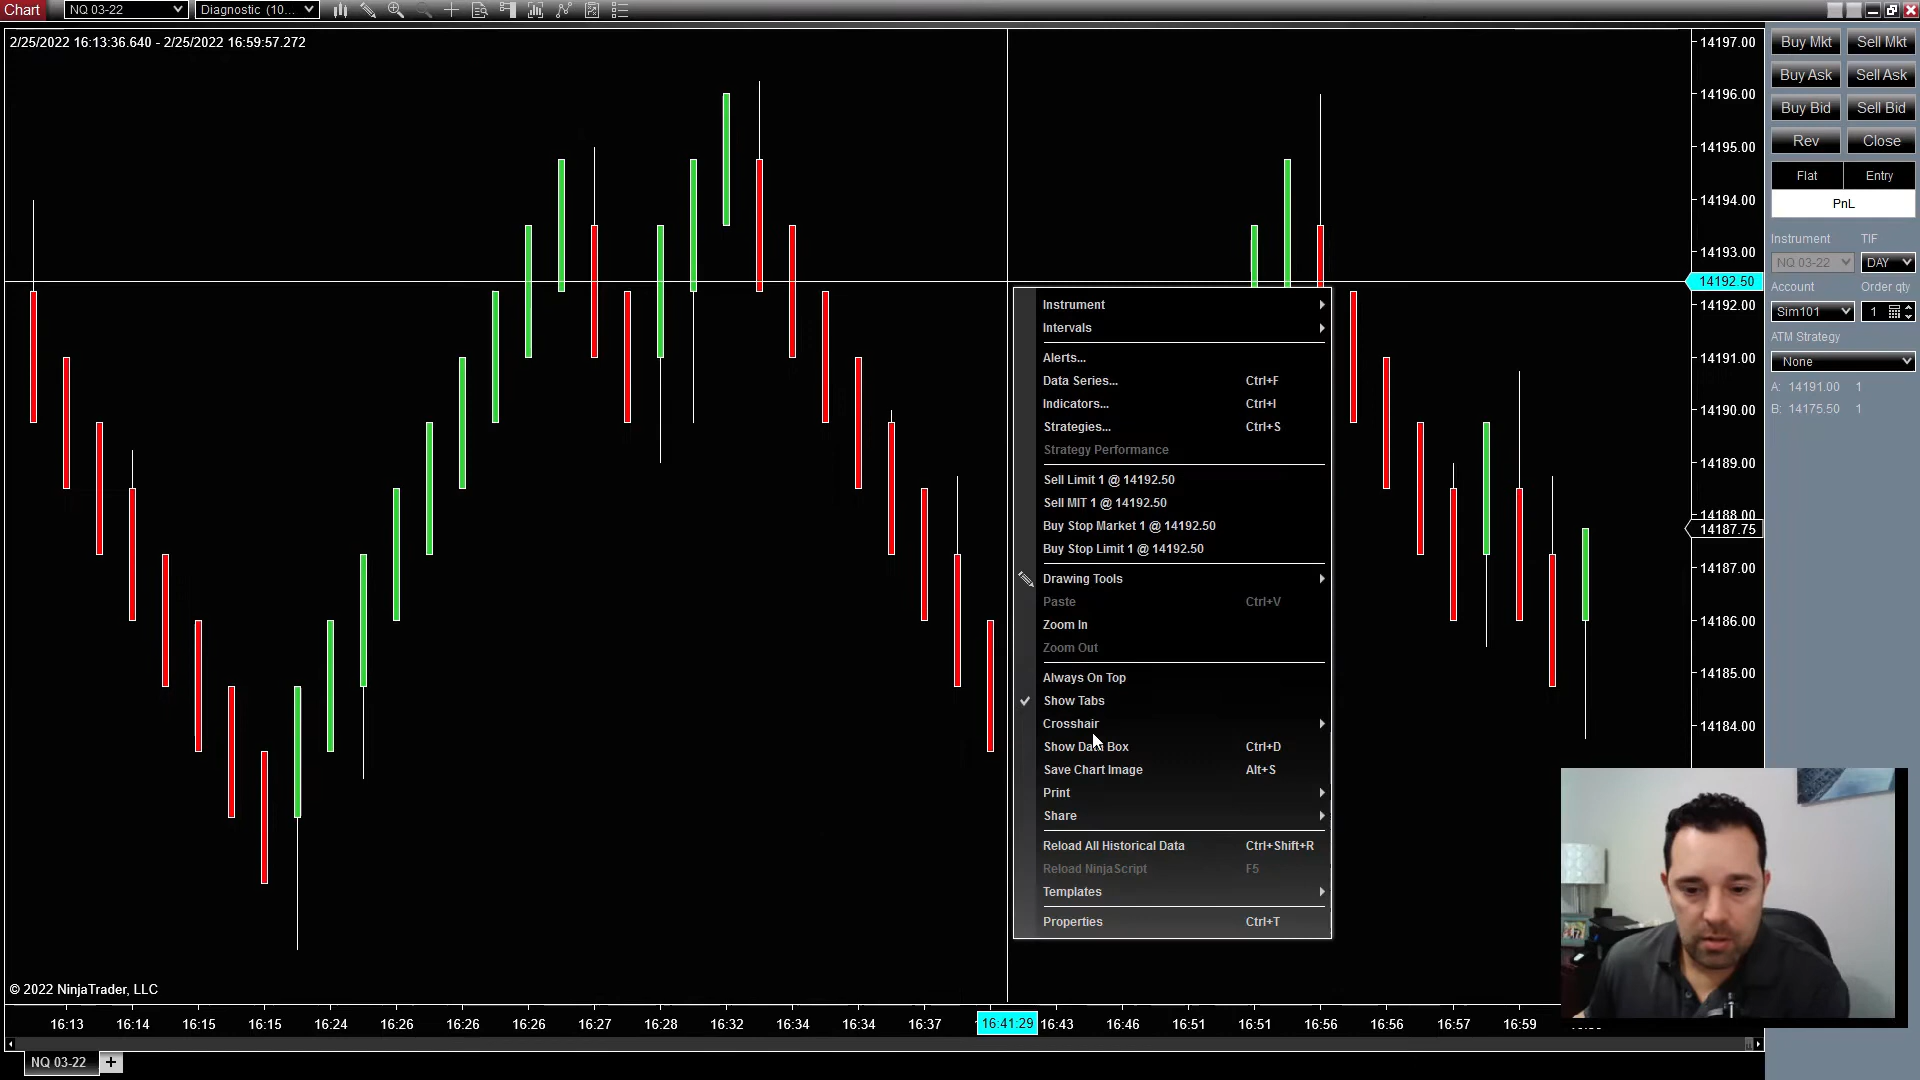 Chart NQ 03-22 Diagnostic (10...
2/25/2022 16:13:36.640 - 2/25/2022 16:59:57.272
14197.00
14196.00
14195.00
14194.00
14193.00
14192.50
14192.00
14191.00
14190.00
14189.00
14188.00
14187.75
14187.00
14186.00
14185.00
14184.00
Buy Mkt Sell Mkt
Buy Ask Sell Ask
Buy Bid Sell Bid
Rev Close
Flat Entry
PnL
Instrument TIF
NQ 03-22 DAY
Account Order qty
Sim101 1
ATM Strategy
None
A: 14191.00 1
B: 14175.50 1
Instrument
Intervals
Alerts...
Data Series... Ctrl+F
Indicators... Ctrl+I
Strategies... Ctrl+S
Strategy Performance
Sell Limit 1 @ 14192.50
Sell MIT 1 @ 14192.50
Buy Stop Market 1 @ 14192.50
Buy Stop Limit 1 @ 14192.50
Drawing Tools
Paste Ctrl+V
Zoom In
Zoom Out
Always On Top
Show Tabs
Crosshair
Show Data Box Ctrl+D
Save Chart Image Alt+S
Print
Share
Reload All Historical Data Ctrl+Shift+R
Reload NinjaScript F5
Templates
Properties Ctrl+T
© 2022 NinjaTrader, LLC
16:13 16:14 16:15 16:15 16:24 16:26 16:26 16:26 16:27 16:28 16:32 16:34 16:34 16:37 16:41:29 16:43 16:46 16:51 16:51 16:56 16:56 16:57 16:59
NQ 03-22 +